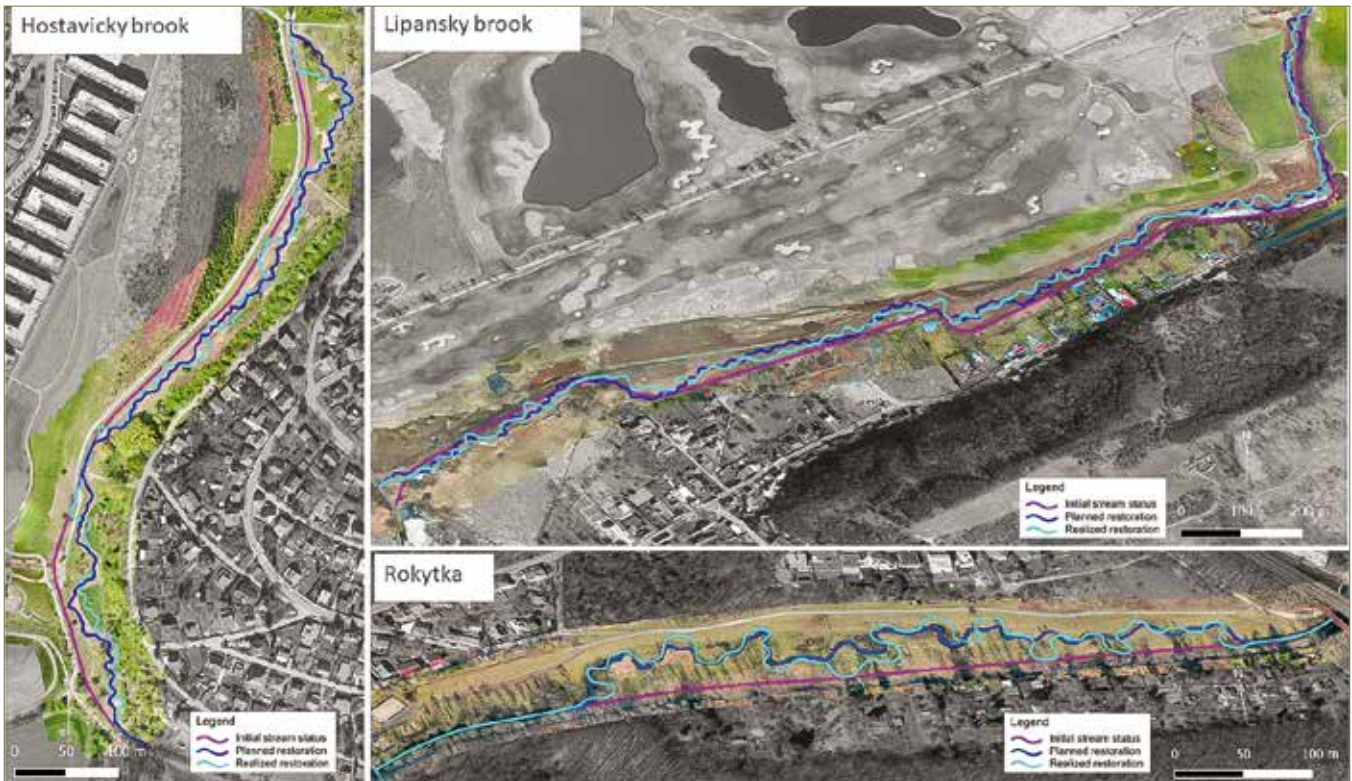 Hostavicky brook
Legend
Initial stream status
Planned restoration
Realized restoration
0 50 100 m
Lipansky brook
Legend
Initial stream status
Planned restoration
Realized restoration
0 100 200 m
Rokytka
Legend
Initial stream status
Planned restoration
Realized restoration
0 50 100 m